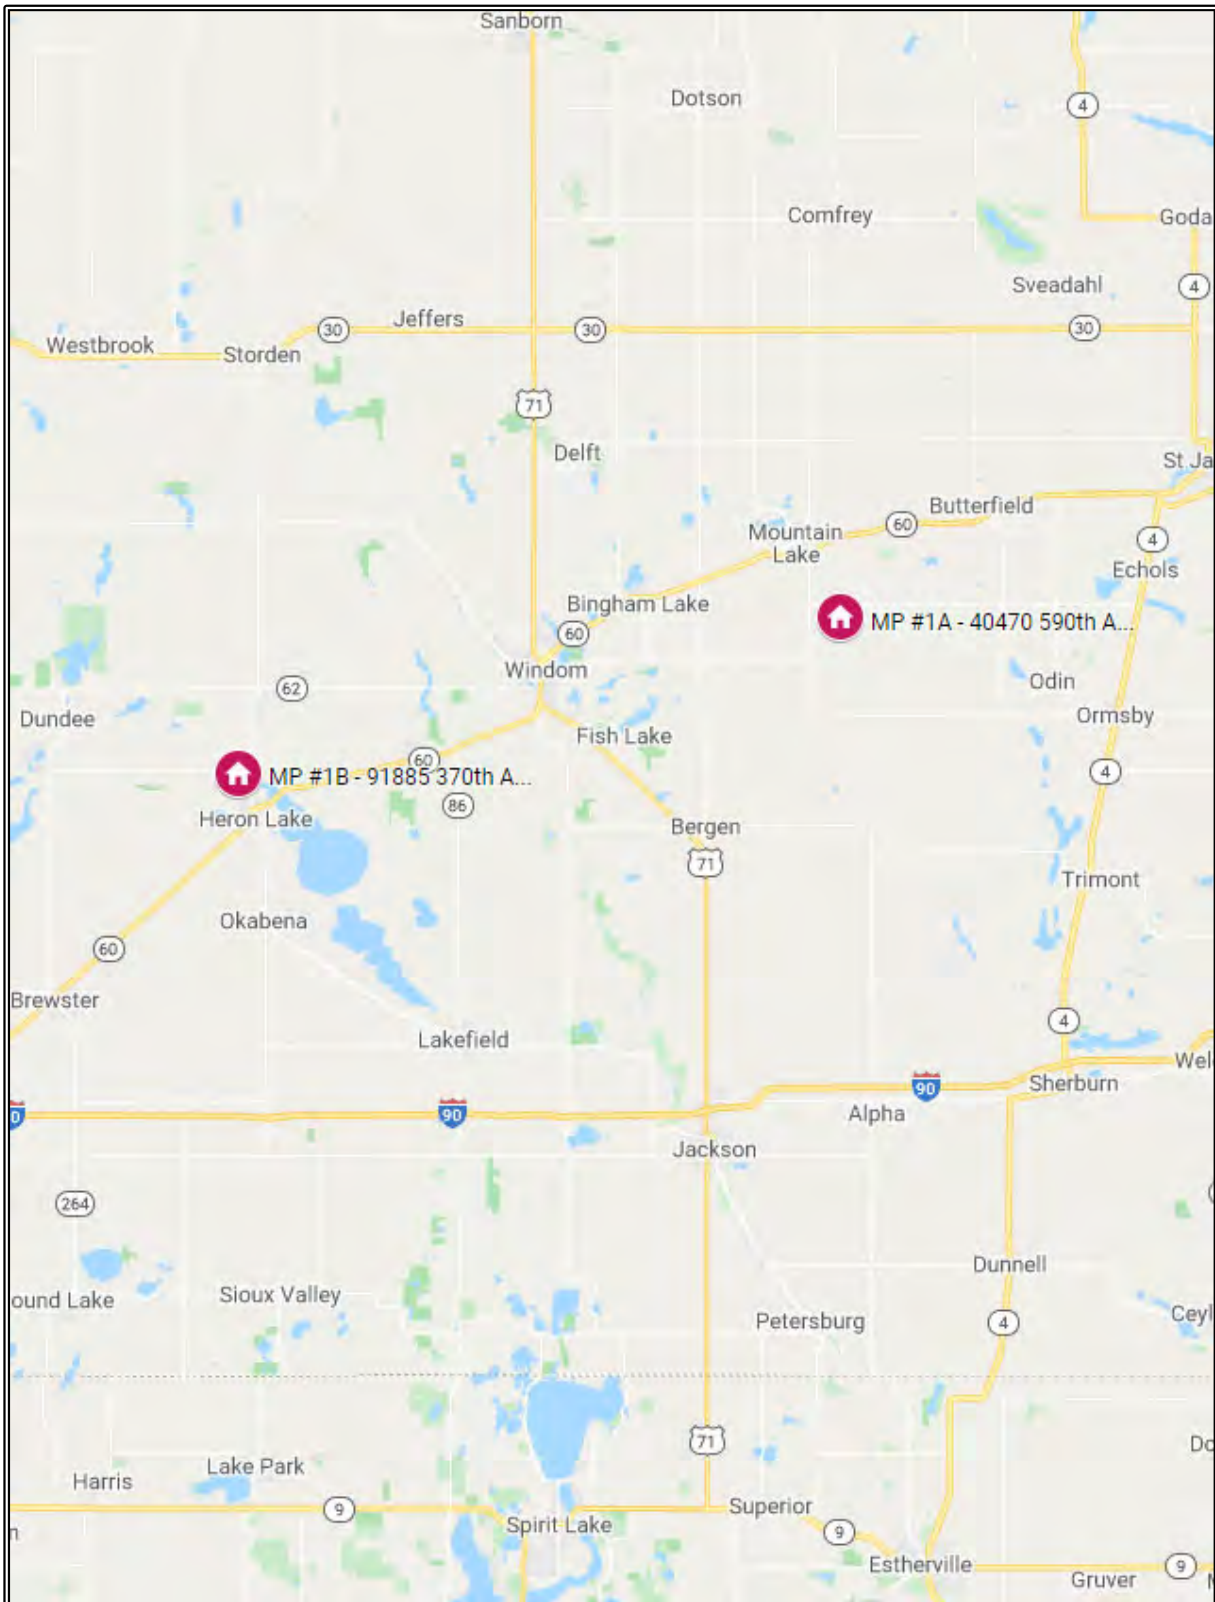 Sanborn
Dotson
4
Comfrey
Goda
Sveadahl
4
Jeffers
30
30
30
Westbrook
Storden
71
Delft
St Ja
Butterfield
60
Mountain
Lake
4
Echols
Bingham Lake
MP #1A - 40470 590th A...
60
Windom
Odin
62
Dundee
Ormsby
Fish Lake
60
4
MP #1B - 91885 370th A...
86
Heron Lake
Bergen
71
Trimont
Okabena
60
Brewster
4
Lakefield
Wel
90
Sherburn
0
90
Alpha
Jackson
264
Dunnell
ound Lake
Sioux Valley
Petersburg
Ceyl
4
71
Do
Lake Park
Harris
9
Superior
Spirit Lake
9
n
Estherville
9
Gruver